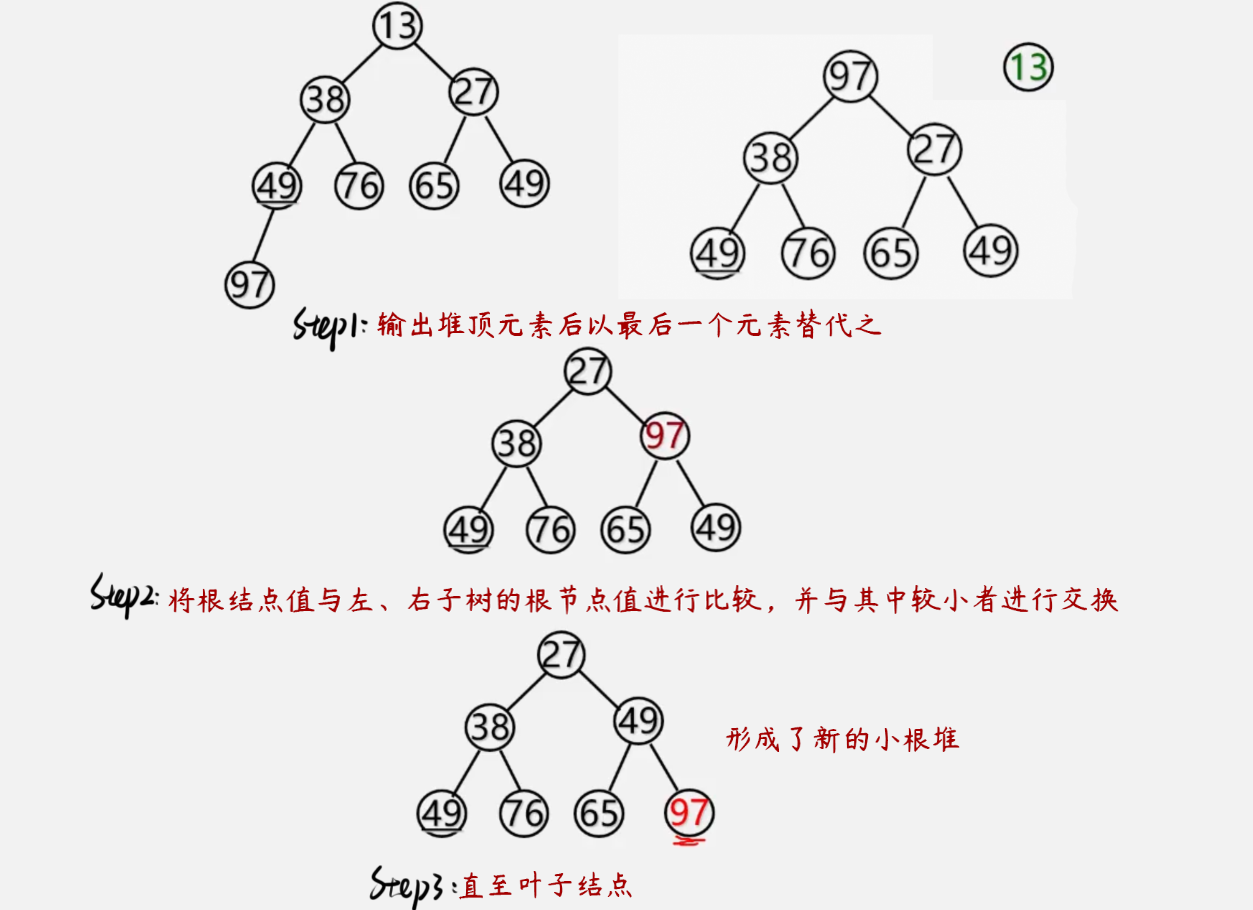 13
38 27
49 76 65 49
97
97 13
38 27
49 76 65 49
Step1: 输出堆顶元素后以最后一个元素替代之
27
38 97
49 76 65 49
Step2: 将根结点值与左、右子树的根节点值进行比较，并与其中较小者进行交换
27
38 49
49 76 65 97
形成了新的小根堆
Step3: 直至叶子结点